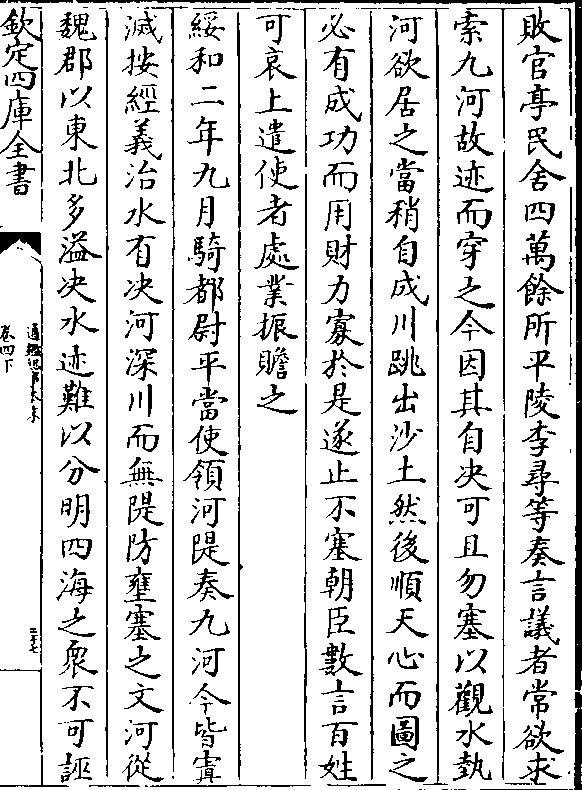 敗官亭民舍四萬餘所平陵李尋等奏言議者常欲求
索九河故迹而穿之今因其自决可且勿塞以觀水埶
河欲居之當稍自成川跳出沙土然後順天心而圖之
必有成功而用財力寡於是遂止不塞朝臣數言百姓
可哀上遣使者處業振贍之
綏和二年九月騎都尉平當使領河隄奏九河今皆寘
滅按經義治水有决河深川而無隄防壅塞之文河從
魏郡以東北多溢决水迹難以分明四海之衆不可誣
欽定四庫全書
通鑑紀事本末
卷四下
三十七